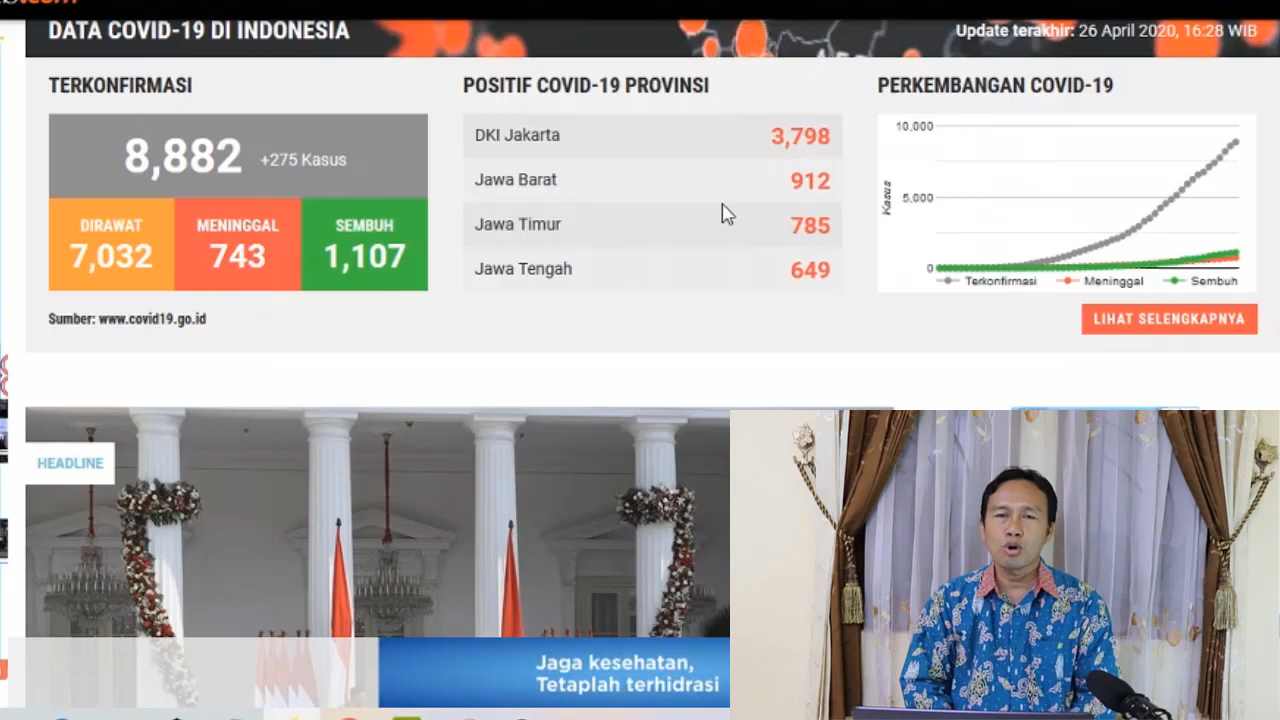 DATA COVID-19 DI INDONESIA
Update terakhir: 26 April 2020, 16:28 WIB
TERKONFIRMASI
8,882 +275 Kasus
DIRAWAT
7,032
MENINGGAL
743
SEMBUH
1,107
Sumber: www.covid19.go.id
POSITIF COVID-19 PROVINSI
DKI Jakarta 3,798
Jawa Barat 912
Jawa Timur 785
Jawa Tengah 649
PERKEMBANGAN COVID-19
10,000
5,000
0
Kasus
Terkonfirmasi Meninggal Sembuh
LIHAT SELENGKAPNYA
HEADLINE
Jaga kesehatan,
Tetaplah terhidrasi